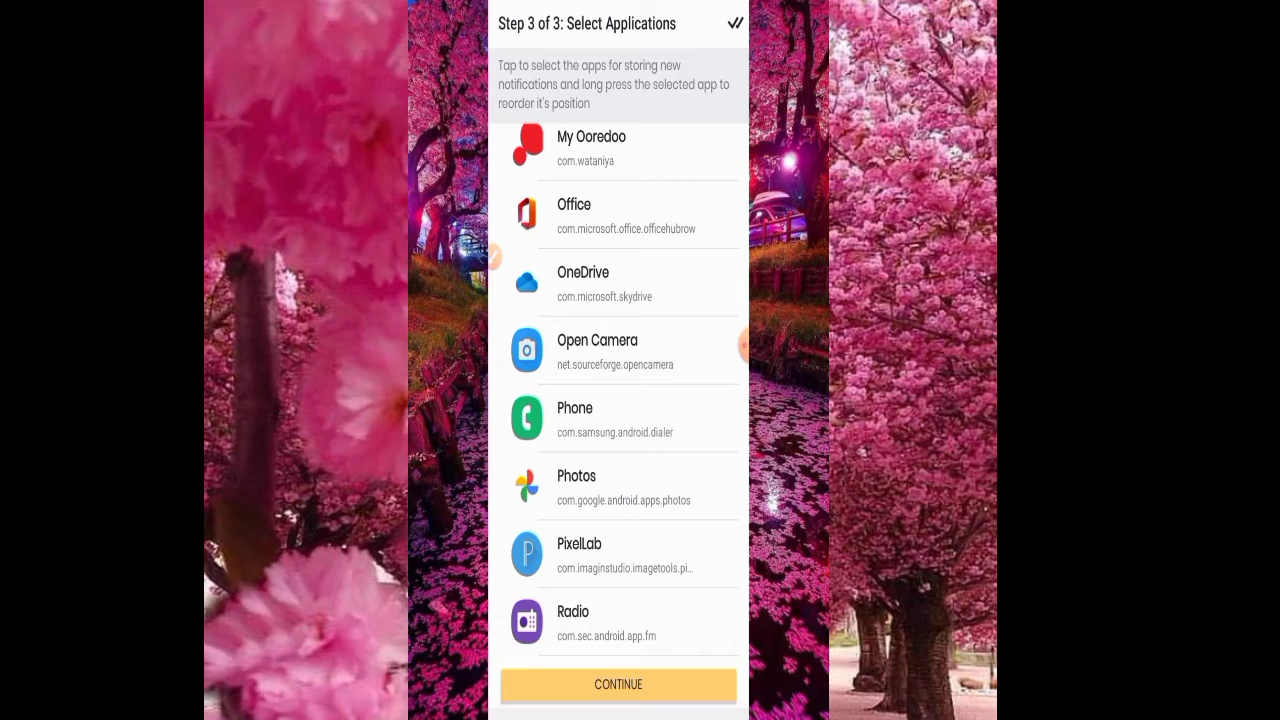 Step 3 of 3: Select Applications
Tap to select the apps for storing new
notifications and long press the selected app to
reorder it's position
My Ooredoo
com.wataniya
Office
com.microsoft.office.officehubrow
OneDrive
com.microsoft.skydrive
Open Camera
net.sourceforge.opencamera
Phone
com.samsung.android.dialer
Photos
com.google.android.apps.photos
PixelLab
com.imaginstudio.imagetools.pi...
Radio
com.sec.android.app.fm
CONTINUE